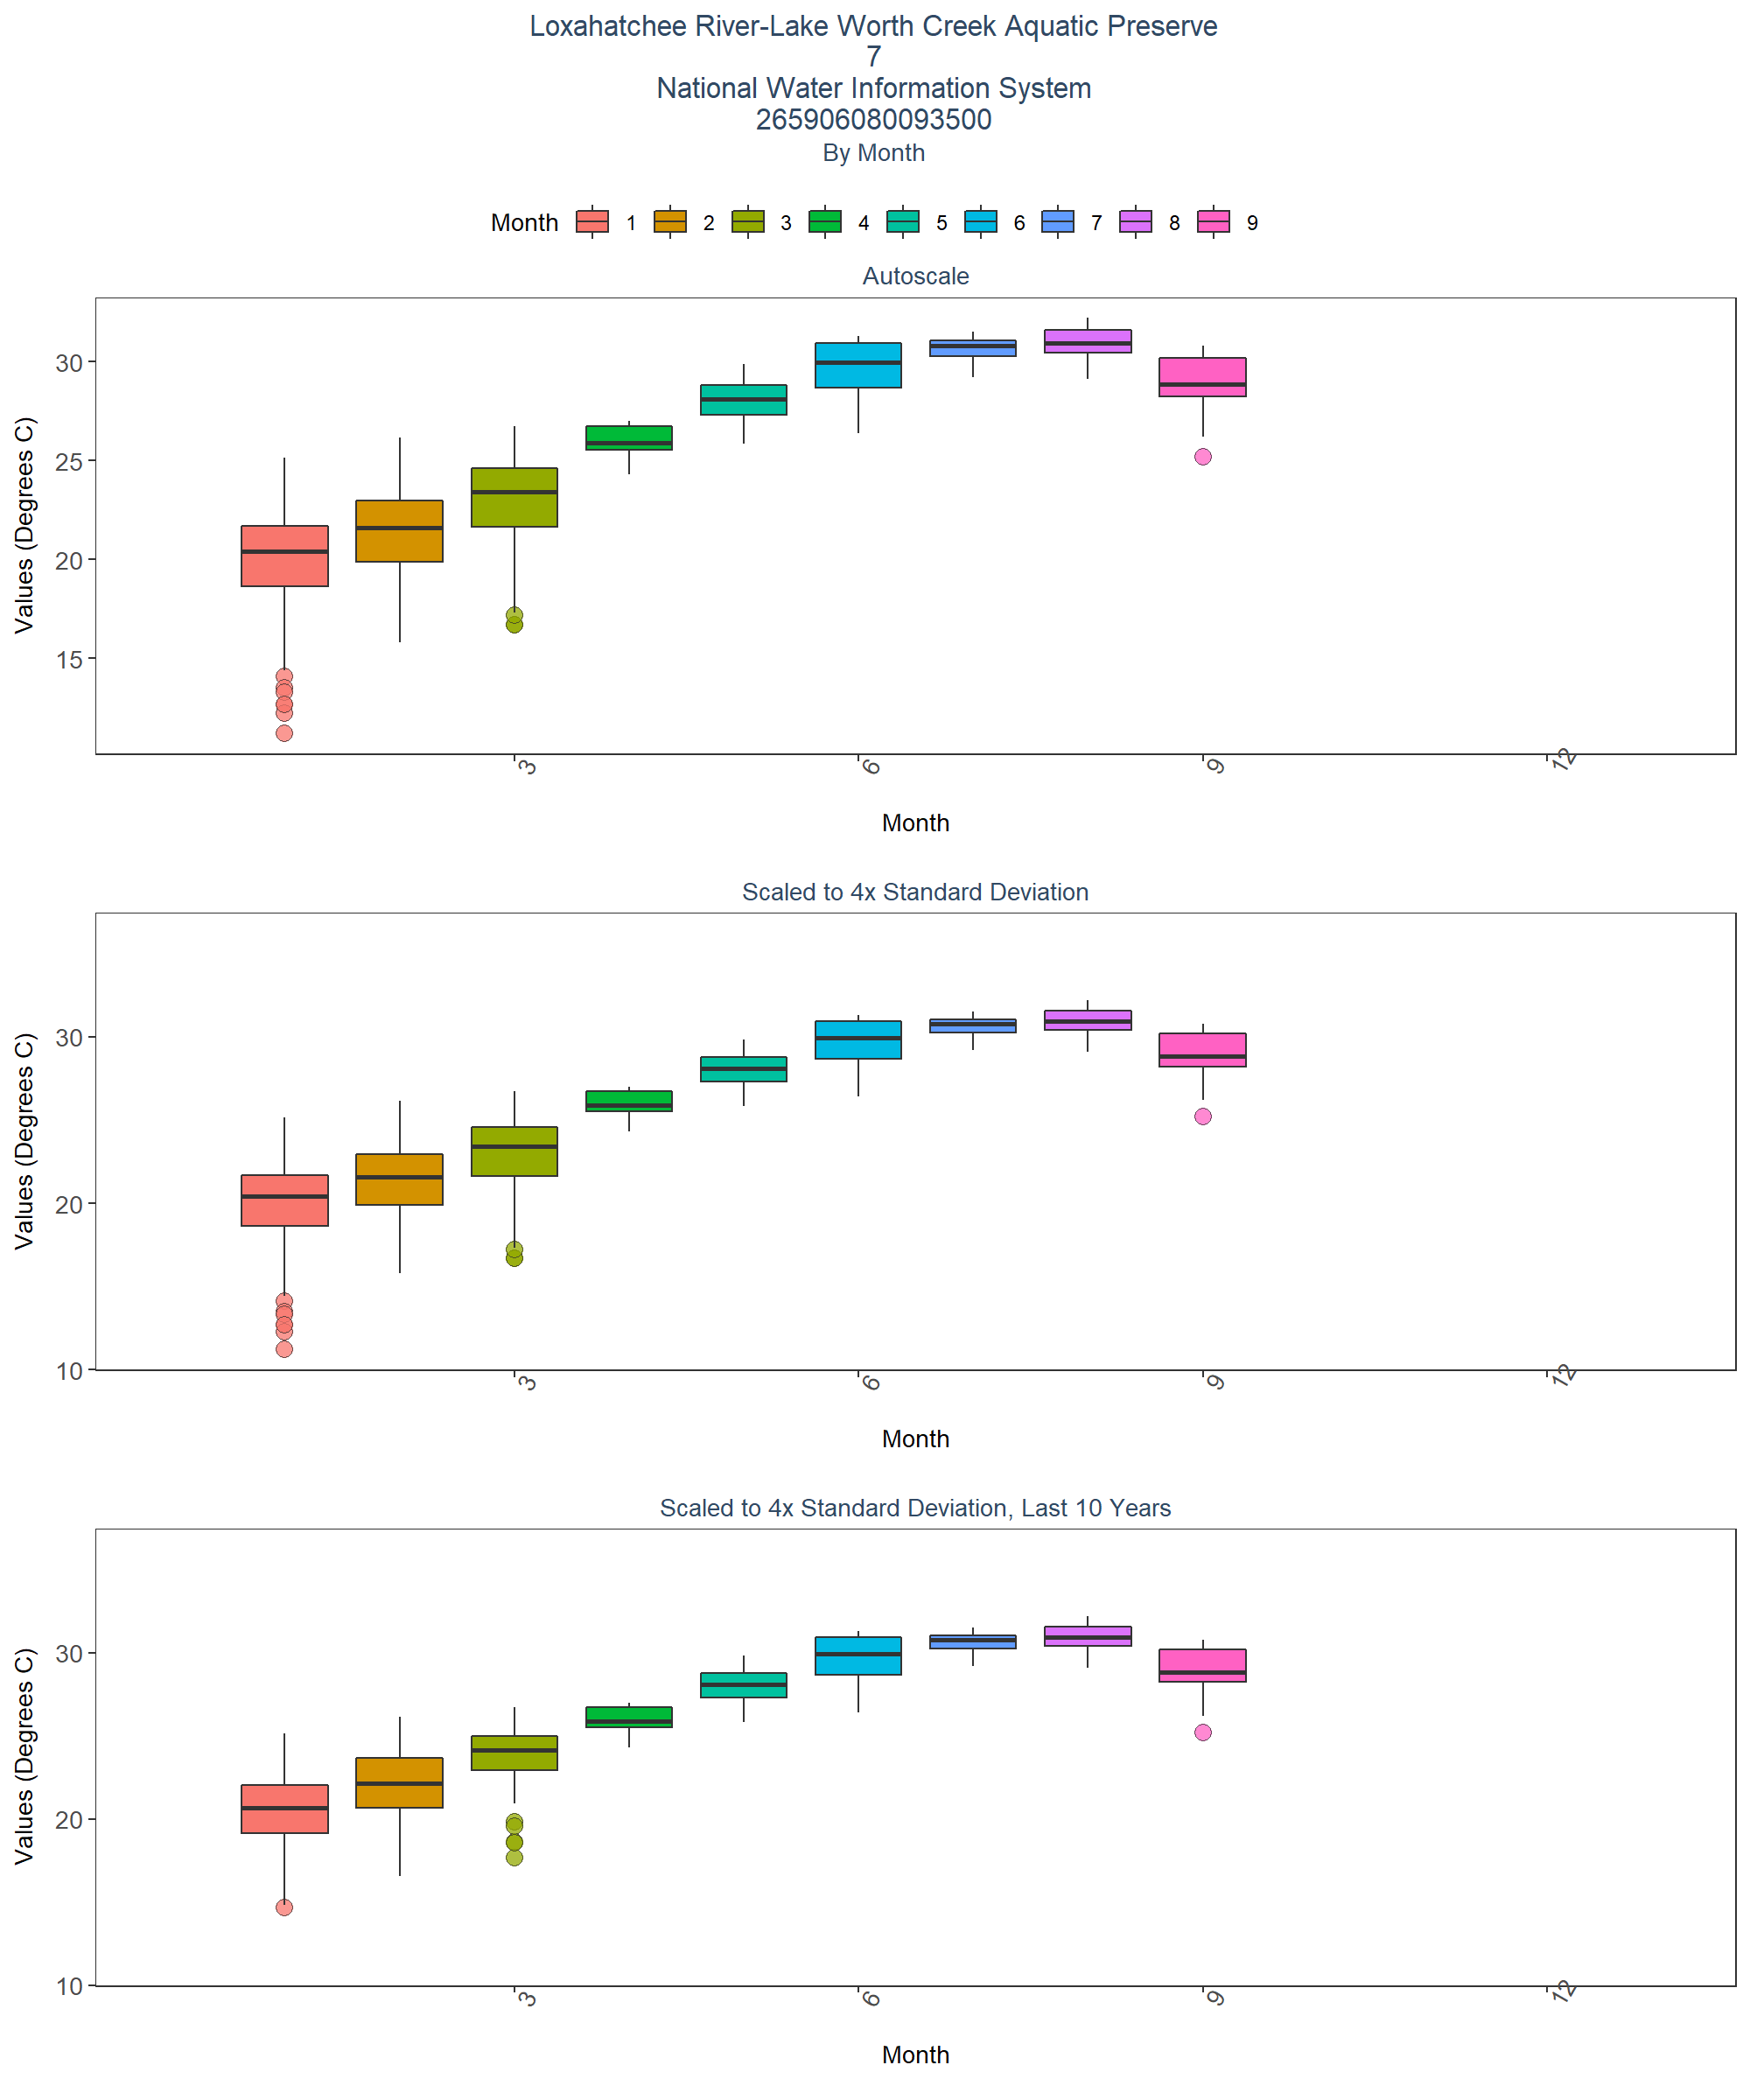 Loxahatchee River-Lake Worth Creek Aquatic Preserve
7
National Water Information System
265906080093500
By Month
Month 1 2 3 4 5 6 7 8 9
Autoscale
Values (Degrees C)
30
25
20
15
3 6 9 12
Month
Scaled to 4x Standard Deviation
Values (Degrees C)
30
20
10
3 6 9 12
Month
Scaled to 4x Standard Deviation, Last 10 Years
Values (Degrees C)
30
20
10
3 6 9 12
Month